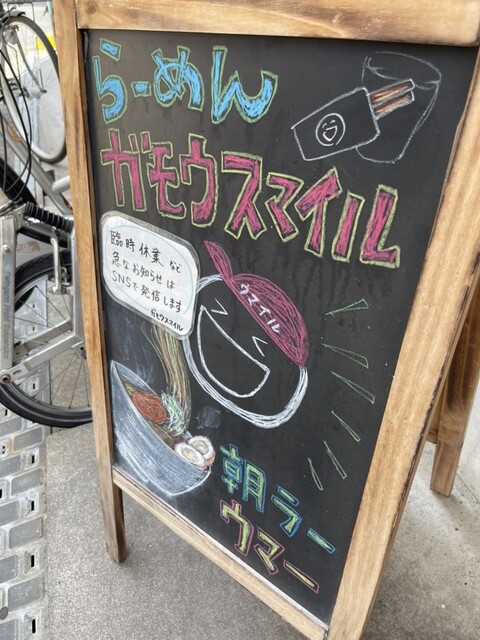 らーめん
ガモウスマイル
臨時休業など
急なお知らせは
SNSで発信します
ガモウスマイル
ウマイル
朝ラー
ウマー